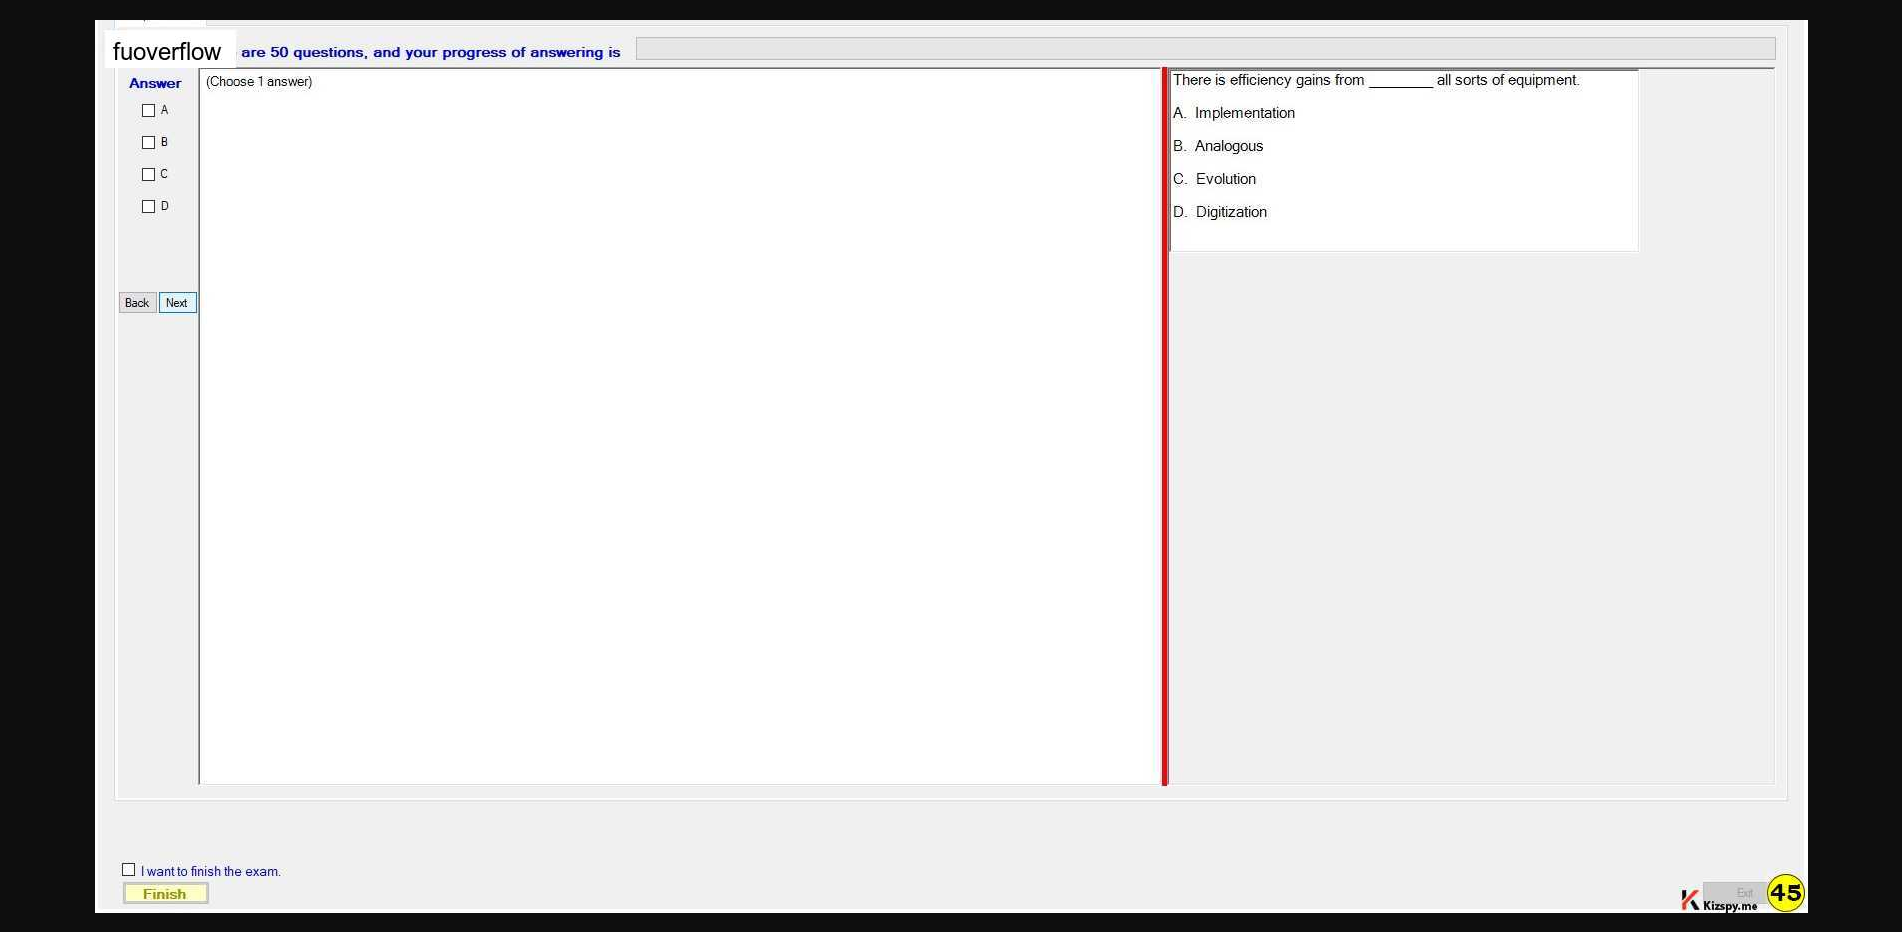 fuoverflow are 50 questions, and your progress of answering is
Answer
(Choose 1 answer)
A
B
C
D
Back Next
There is efficiency gains from ________ all sorts of equipment.
A. Implementation
B. Analogous
C. Evolution
D. Digitization
I want to finish the exam.
Finish
Exit
Kizspy.me
45